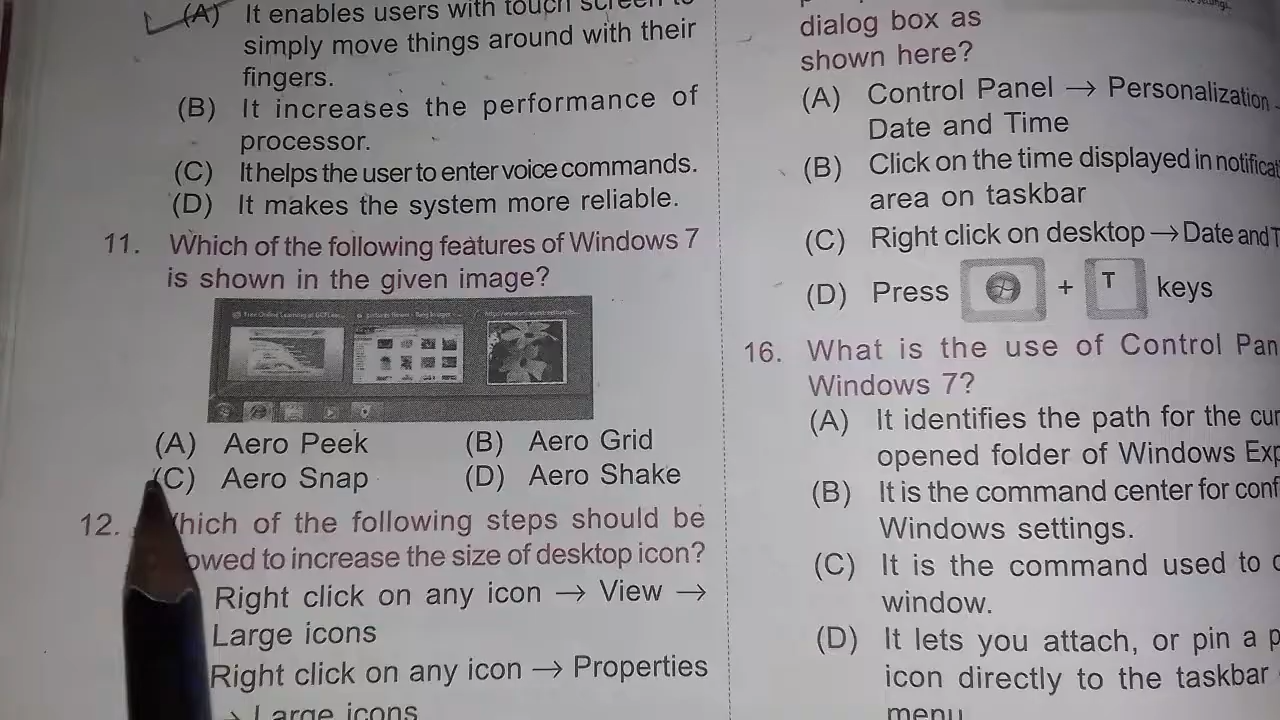 (A) It enables users with touch screen to
simply move things around with their
fingers.
(B) It increases the performance of
processor.
(C) It helps the user to enter voice commands.
(D) It makes the system more reliable.
11. Which of the following features of Windows 7
is shown in the given image?
(A) Aero Peek (B) Aero Grid
(C) Aero Snap (D) Aero Shake
12. Which of the following steps should be
owed to increase the size of desktop icon?
Right click on any icon → View →
Large icons
Right click on any icon → Properties
→ Large icons
dialog box as
shown here?
(A) Control Panel → Personalization
Date and Time
(B) Click on the time displayed in notificat
area on taskbar
(C) Right click on desktop → Date and T
(D) Press + T keys
16. What is the use of Control Pan
Windows 7?
(A) It identifies the path for the cur
opened folder of Windows Exp
(B) It is the command center for conf
Windows settings.
(C) It is the command used to
window.
(D) It lets you attach, or pin a p
icon directly to the taskbar
menu